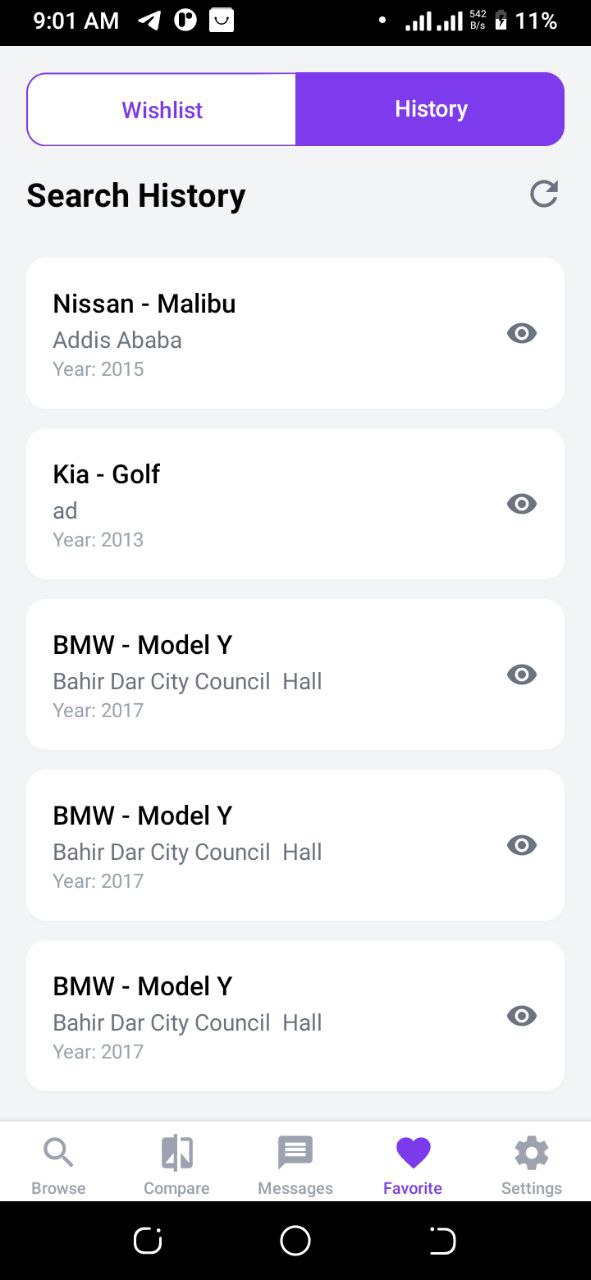 9:01 AM
542
B/s
11%
Wishlist
History
Search History
Nissan - Malibu
Addis Ababa
Year: 2015
Kia - Golf
ad
Year: 2013
BMW - Model Y
Bahir Dar City Council  Hall
Year: 2017
BMW - Model Y
Bahir Dar City Council  Hall
Year: 2017
BMW - Model Y
Bahir Dar City Council  Hall
Year: 2017
Browse
Compare
Messages
Favorite
Settings